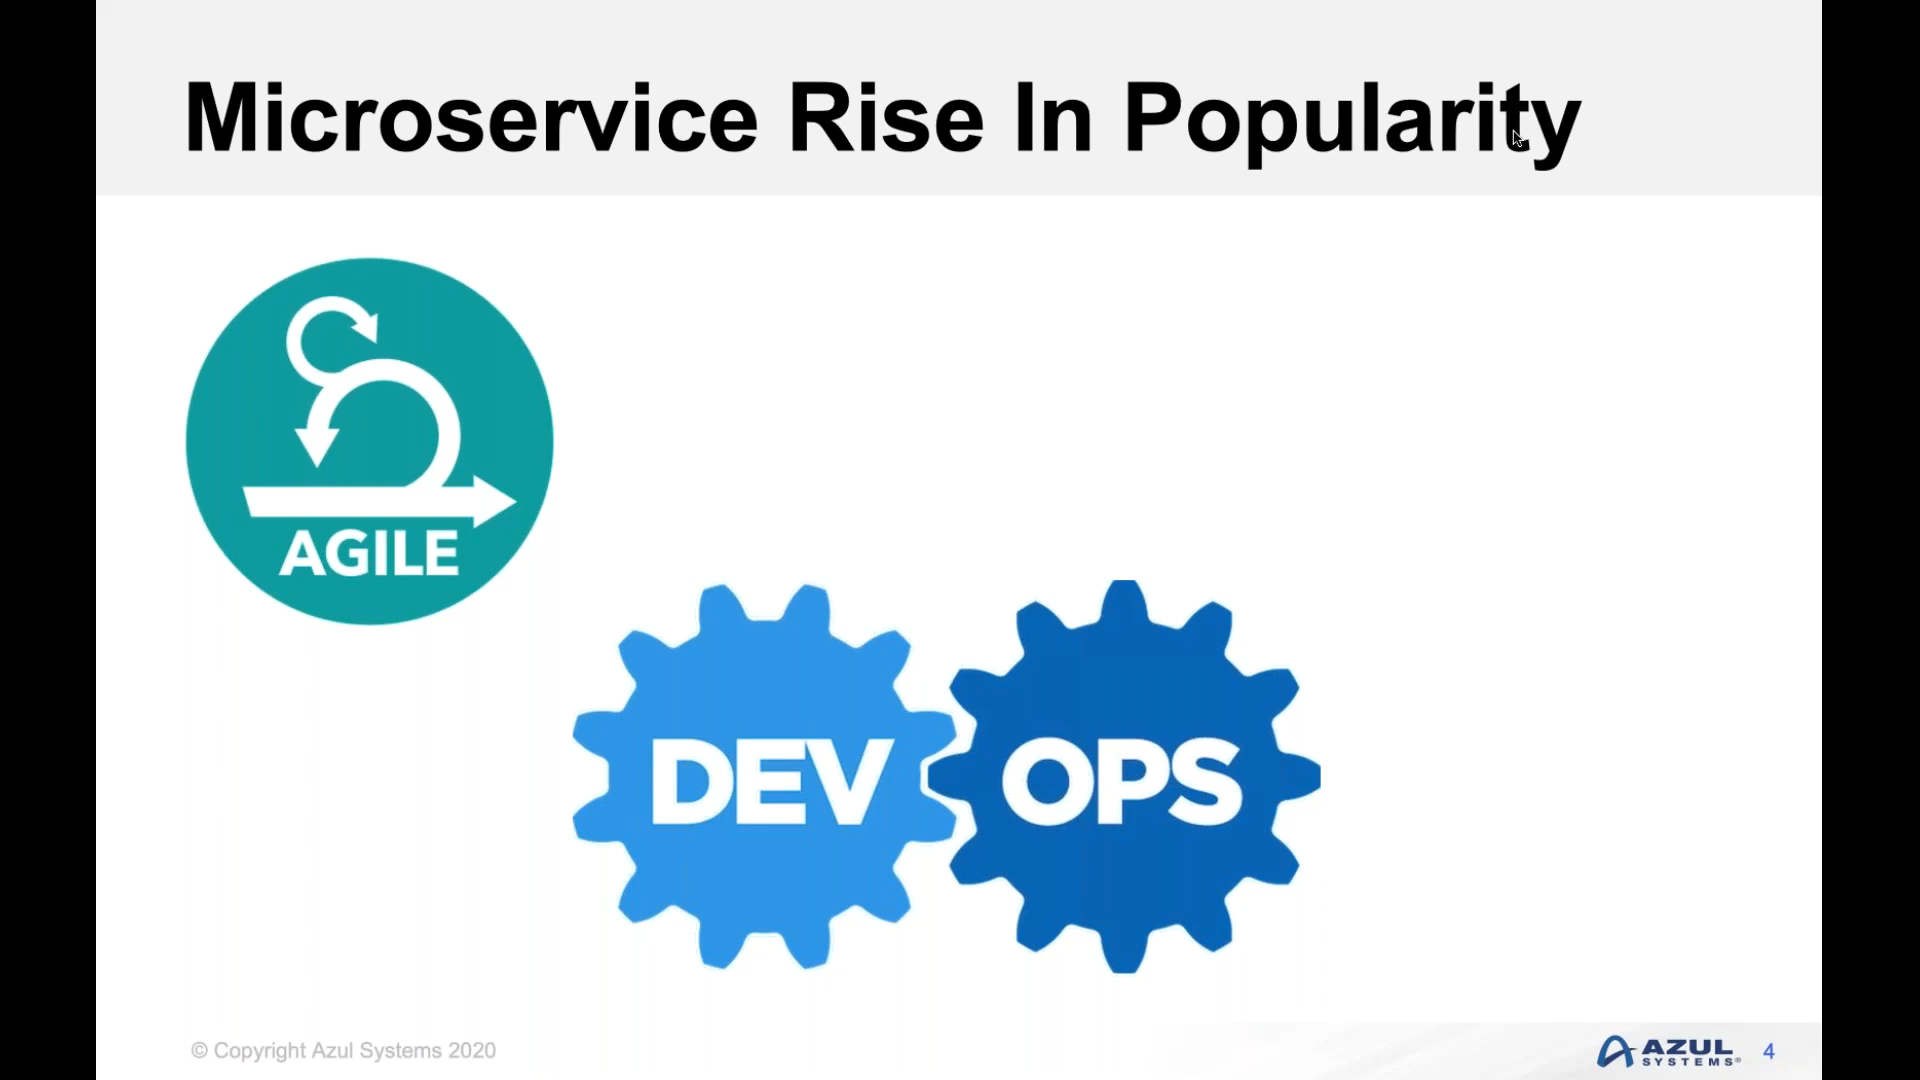 Microservice Rise In Popularity
AGILE
DEV OPS
© Copyright Azul Systems 2020
AZUL
SYSTEMS®
4